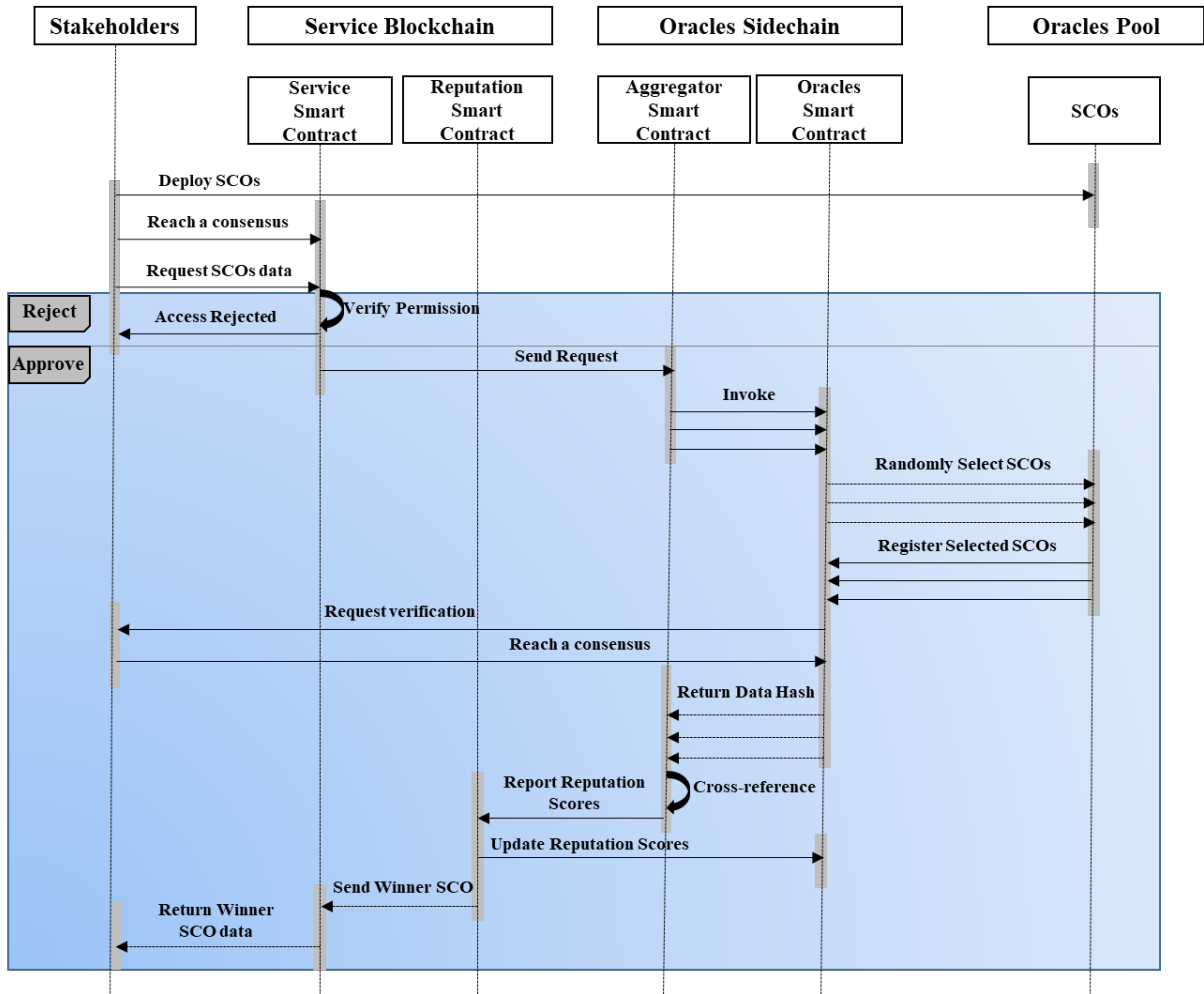 Stakeholders
Service Blockchain
Oracles Sidechain
Oracles Pool
Service
Smart
Contract
Reputation
Smart
Contract
Aggregator
Smart
Contract
Oracles
Smart
Contract
SCOs
Deploy SCOs
Reach a consensus
Request SCOs data
Reject
Verify Permission
Access Rejected
Approve
Send Request
Invoke
Randomly Select SCOs
Register Selected SCOs
Request verification
Reach a consensus
Return Data Hash
Report Reputation
Scores
Cross-reference
Update Reputation Scores
Send Winner SCO
Return Winner
SCO data